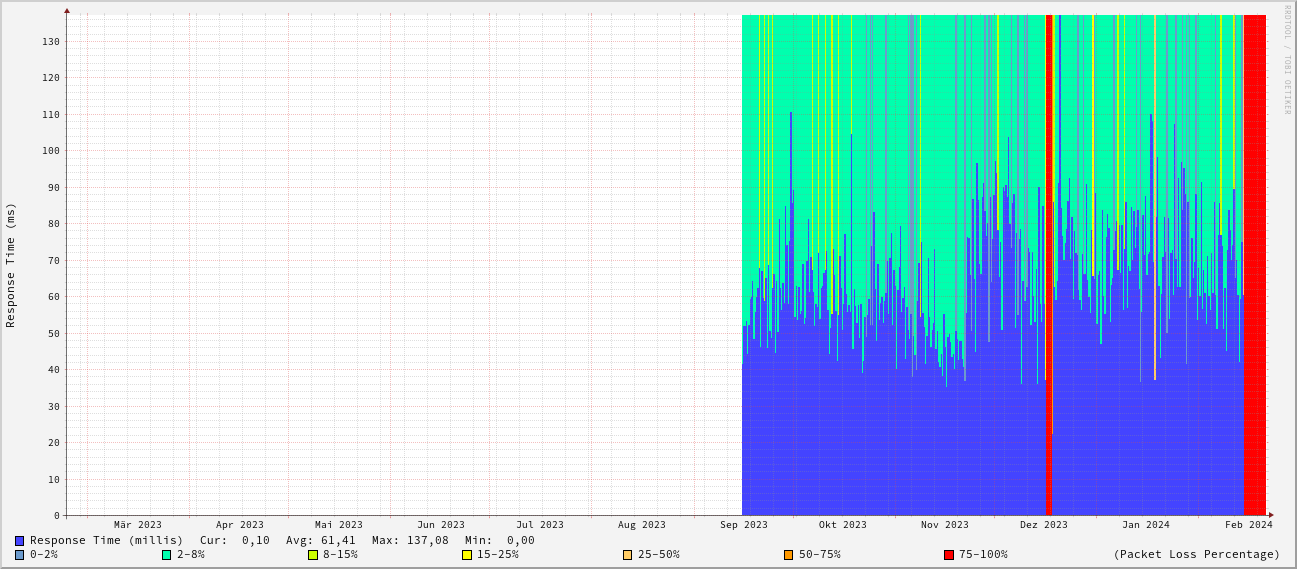 RRDTOOL / TOBI OETIKER
Response Time (ms)
130
120
110
100
90
80
70
60
50
40
30
20
10
0
Mär 2023 Apr 2023 Mai 2023 Jun 2023 Jul 2023 Aug 2023 Sep 2023 Okt 2023 Nov 2023 Dez 2023 Jan 2024 Feb 2024
Response Time (millis) Cur: 0,10 Avg: 61,41 Max: 137,08 Min: 0,00
0-2% 2-8% 8-15% 15-25% 25-50% 50-75% 75-100% (Packet Loss Percentage)